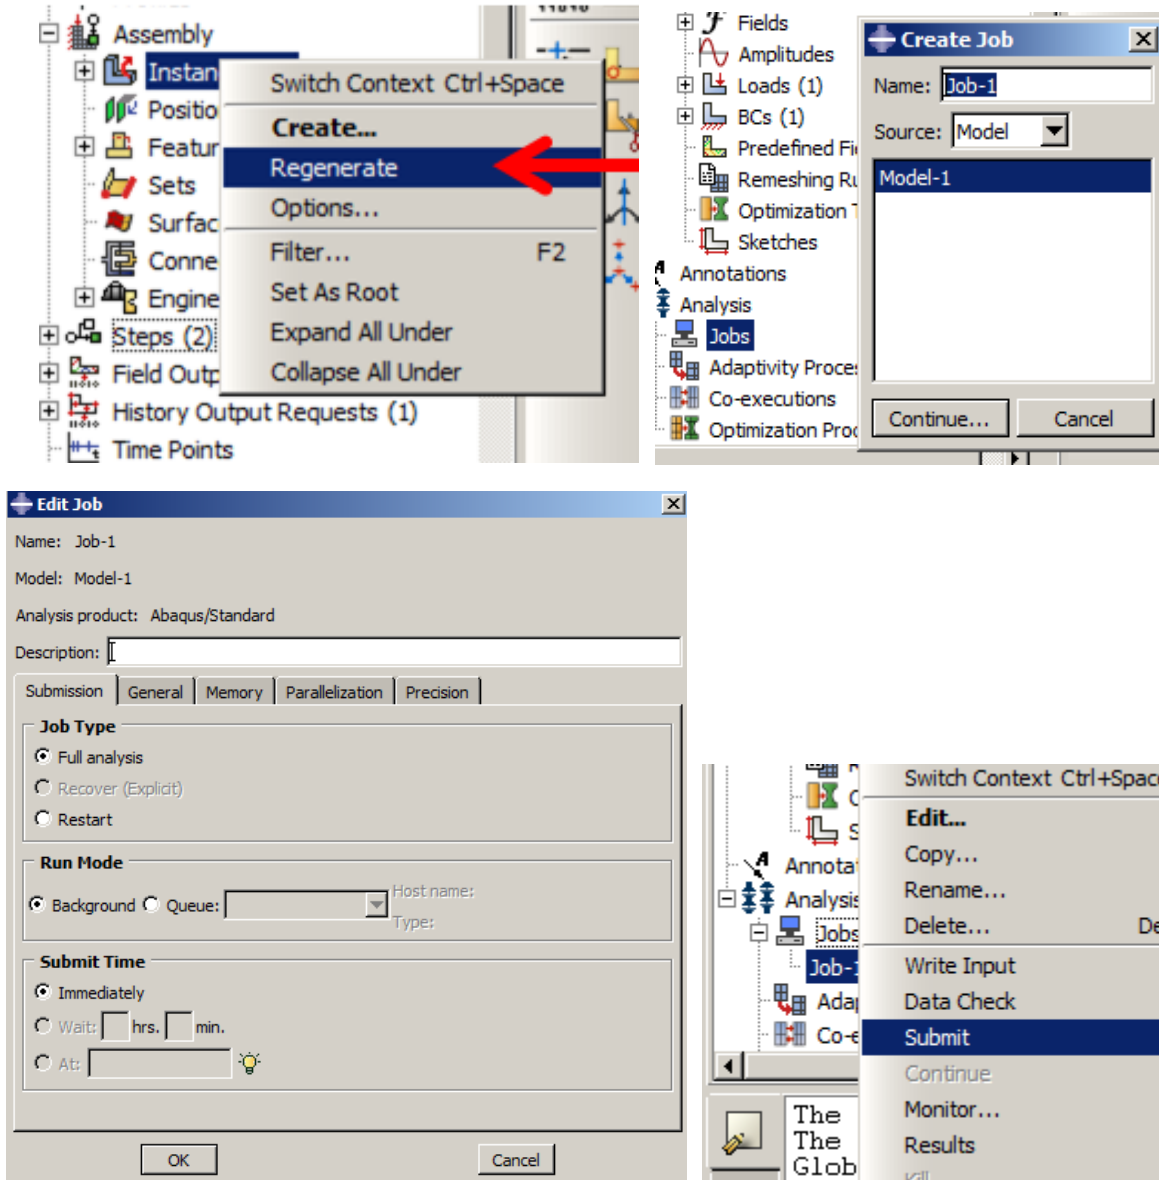 Assembly
Instan
Positio
Featur
Sets
Surfac
Conne
Engine
Steps (2)
Field Outp
History Output Requests (1)
Time Points
Switch Context Ctrl+Space
Create...
Regenerate
Options...
Filter... F2
Set As Root
Expand All Under
Collapse All Under
Fields
Amplitudes
Loads (1)
BCs (1)
Predefined Fi
Remeshing Ru
Optimization T
Sketches
Annotations
Analysis
Jobs
Adaptivity Proce
Co-executions
Optimization Proc
Create Job
Name: Job-1
Source: Model
Model-1
Continue... Cancel
Edit Job
Name: Job-1
Model: Model-1
Analysis product: Abaqus/Standard
Description:
Submission General Memory Parallelization Precision
Job Type
Full analysis
Recover (Explicit)
Restart
Run Mode
Background Queue: Host name:
Type:
Submit Time
Immediately
Wait: hrs. min.
At:
OK Cancel
Annota
Analysis
Jobs
Job-1
Adap
Co-e
Switch Context Ctrl+Space
Edit...
Copy...
Rename...
Delete... De
Write Input
Data Check
Submit
Continue
Monitor...
Results
Kill
The
The
Glob